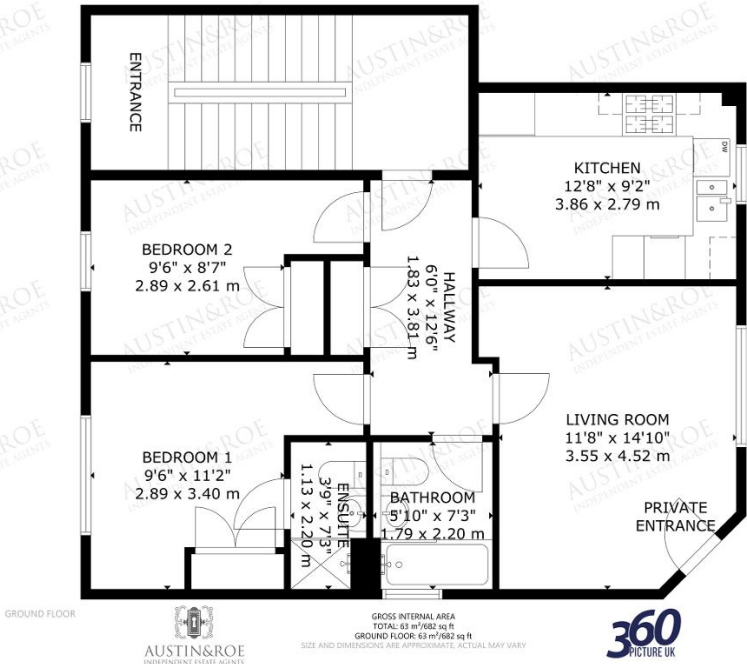 ENTRANCE
KITCHEN
12'8" x 9'2"
3.86 x 2.79 m
DW
BEDROOM 2
9'6" x 8'7"
2.89 x 2.61 m
HALLWAY
6'0" x 12'6"
1.83 x 3.81 m
LIVING ROOM
11'8" x 14'10"
3.55 x 4.52 m
BEDROOM 1
9'6" x 11'2"
2.89 x 3.40 m
ENSUITE
3'9" x 7'3"
1.13 x 2.20 m
BATHROOM
5'10" x 7'3"
1.79 x 2.20 m
PRIVATE
ENTRANCE
GROUND FLOOR
AUSTIN&ROE
INDEPENDENT ESTATE AGENTS
GROSS INTERNAL AREA
TOTAL: 63 m²/682 sq ft
GROUND FLOOR: 63 m²/682 sq ft
SIZE AND DIMENSIONS ARE APPROXIMATE, ACTUAL MAY VARY
360
PICTURE UK
AUSTIN&ROE
INDEPENDENT ESTATE AGENTS